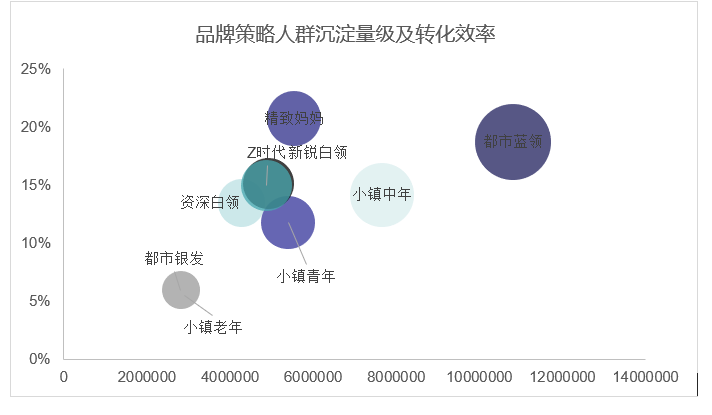 品牌策略人群沉淀量级及转化效率
25%
20%
15%
10%
5%
0%
精致妈妈
都市蓝领
Z时代
新锐白领
资深白领
小镇中年
小镇青年
都市银发
小镇老年
0
2000000
4000000
6000000
8000000
10000000
12000000
14000000